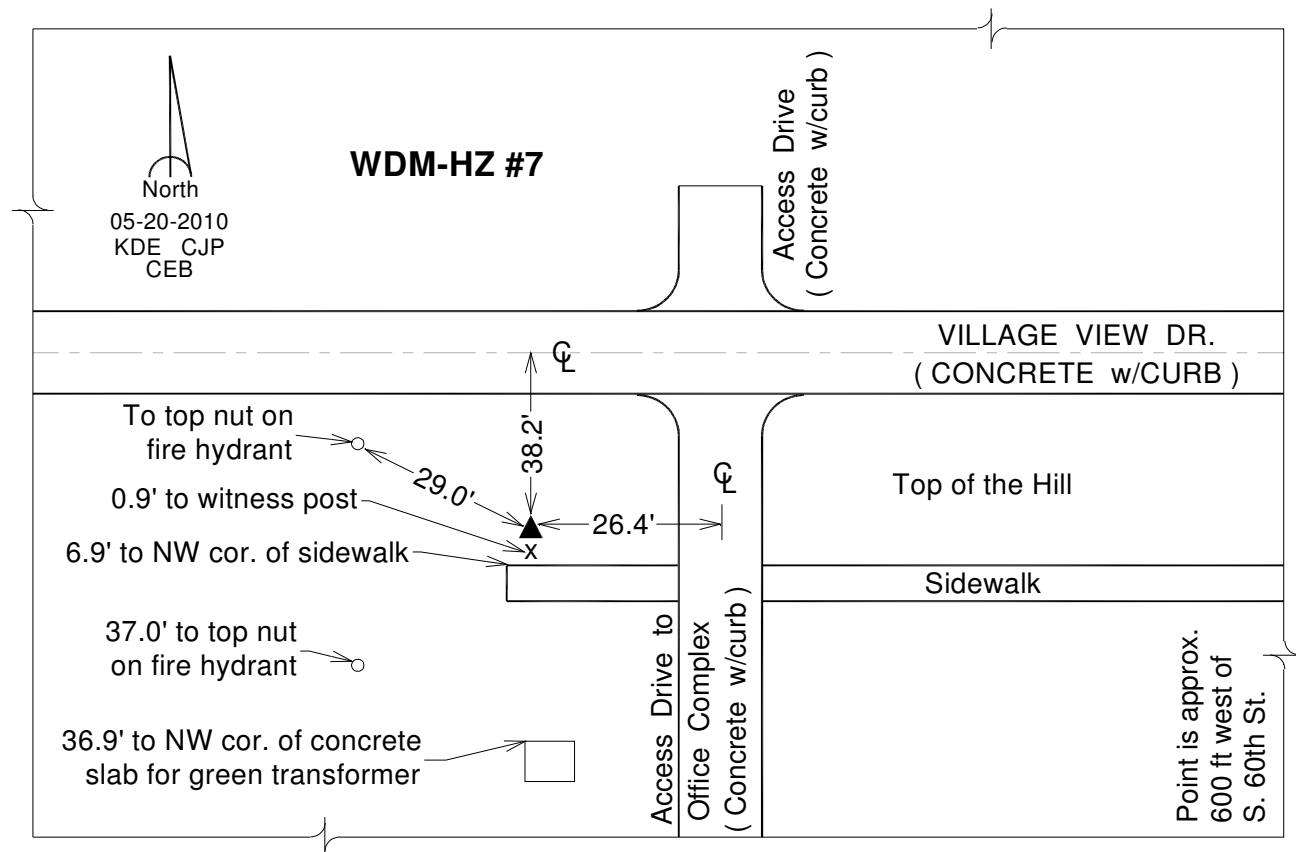 WDM-HZ #7
North
05-20-2010
KDE CJP
CEB
Access Drive
( Concrete w/curb )
VILLAGE VIEW DR.
( CONCRETE w/CURB )
℄
To top nut on
fire hydrant
38.2'
29.0'
℄
Top of the Hill
0.9' to witness post
26.4'
x
6.9' to NW cor. of sidewalk
Sidewalk
37.0' to top nut
on fire hydrant
Access Drive to
Office Complex
( Concrete w/curb )
Point is approx.
600 ft west of
S. 60th St.
36.9' to NW cor. of concrete
slab for green transformer